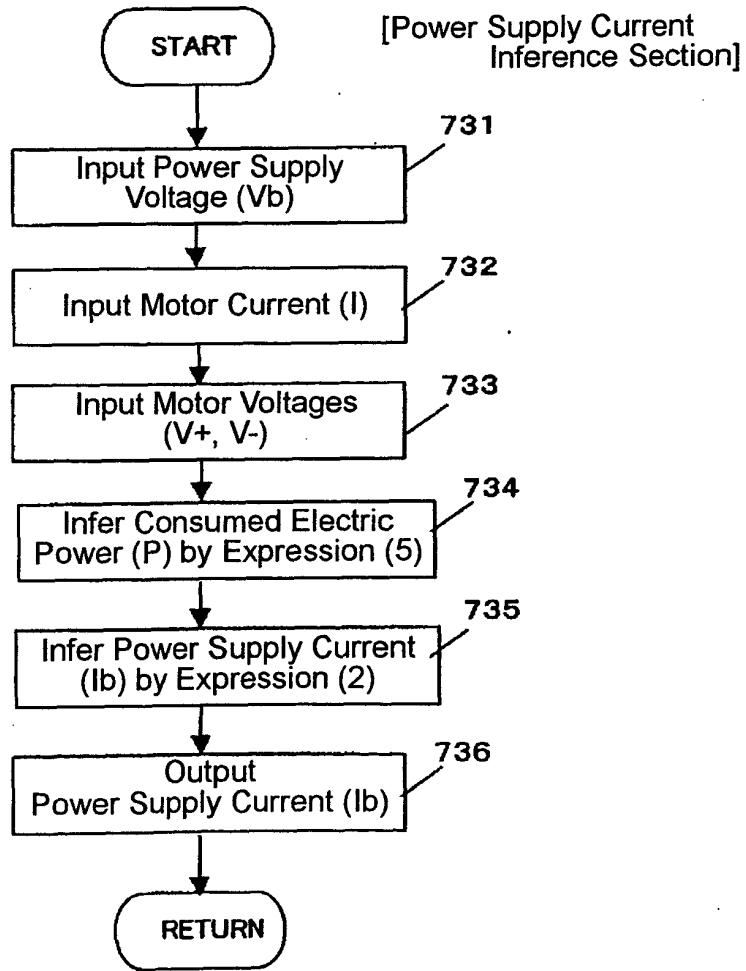 START
[Power Supply Current
Inference Section]
731
Input Power Supply
Voltage (Vb)
732
Input Motor Current (I)
733
Input Motor Voltages
(V+, V-)
734
Infer Consumed Electric
Power (P) by Expression (5)
735
Infer Power Supply Current
(Ib) by Expression (2)
736
Output
Power Supply Current (Ib)
RETURN